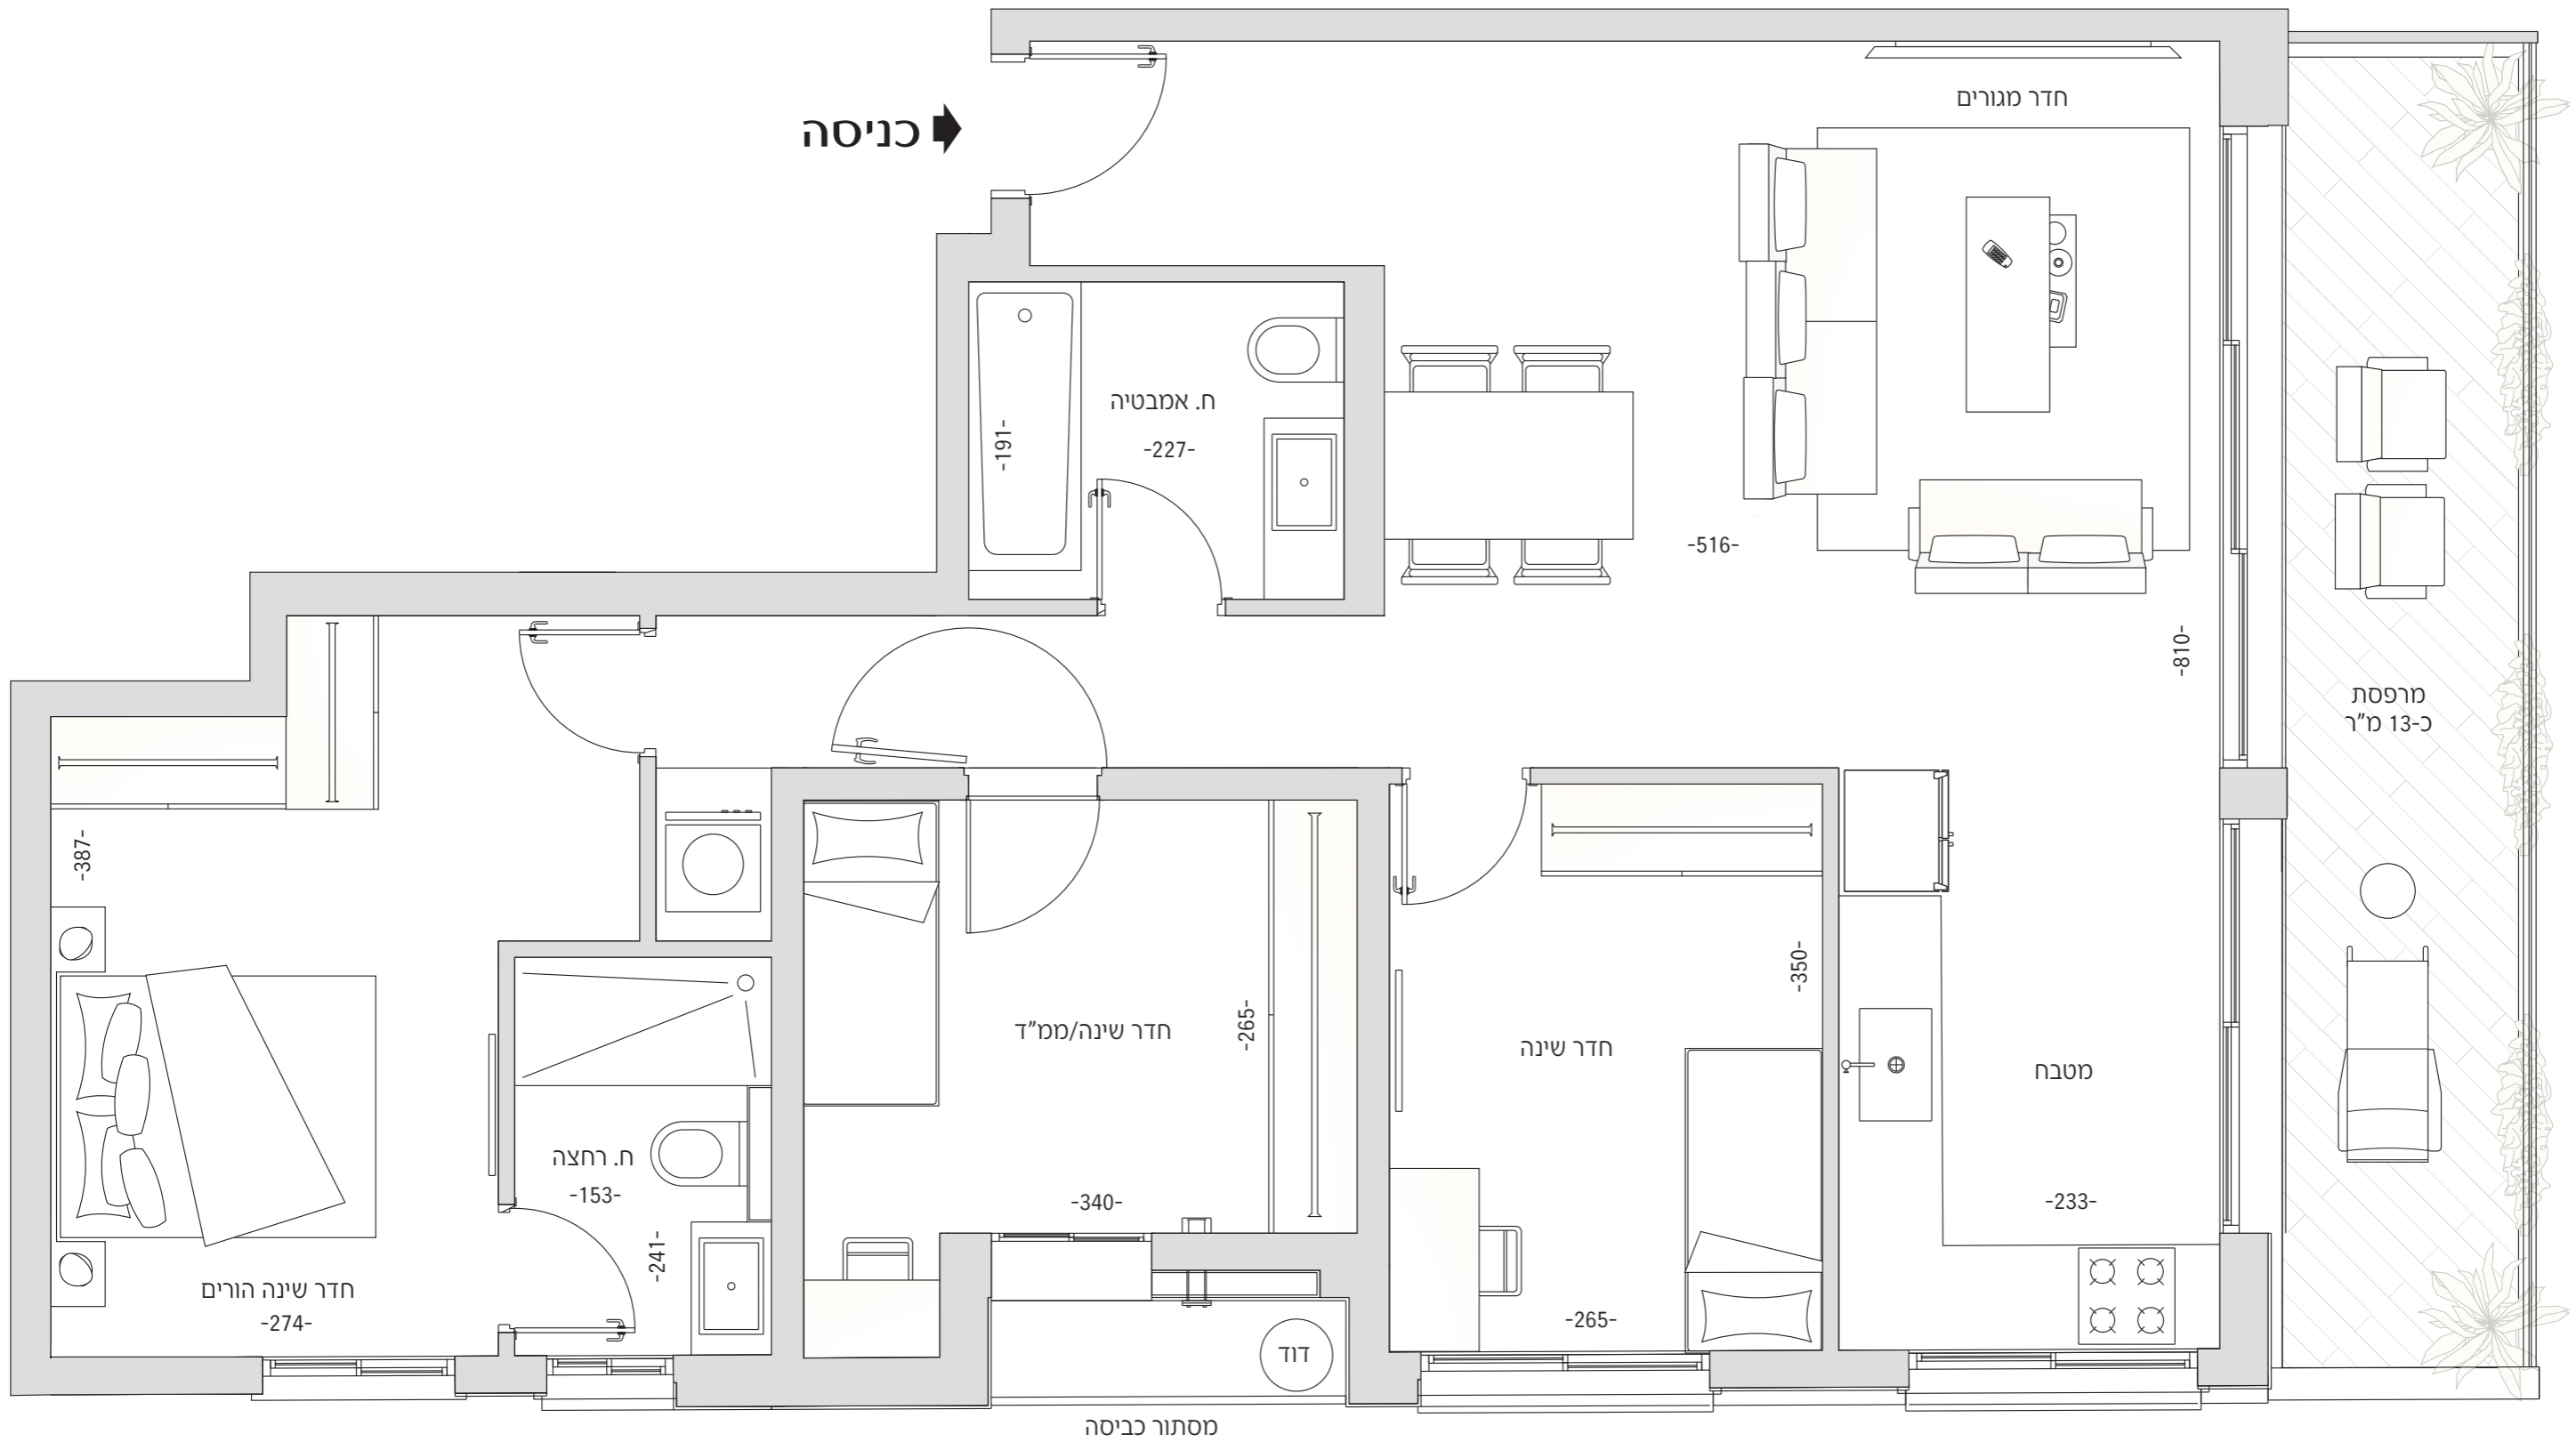 כניסה
חדר מגורים
ח. אמבטיה
-227-
-191-
-516-
-810-
מרפסת
כ-13 מ"ר
-387-
חדר שינה הורים
-274-
ח. רחצה
-153-
-241-
חדר שינה/ממ"ד
-265-
-340-
חדר שינה
-350-
-265-
מטבח
-233-
דוד
מסתור כביסה